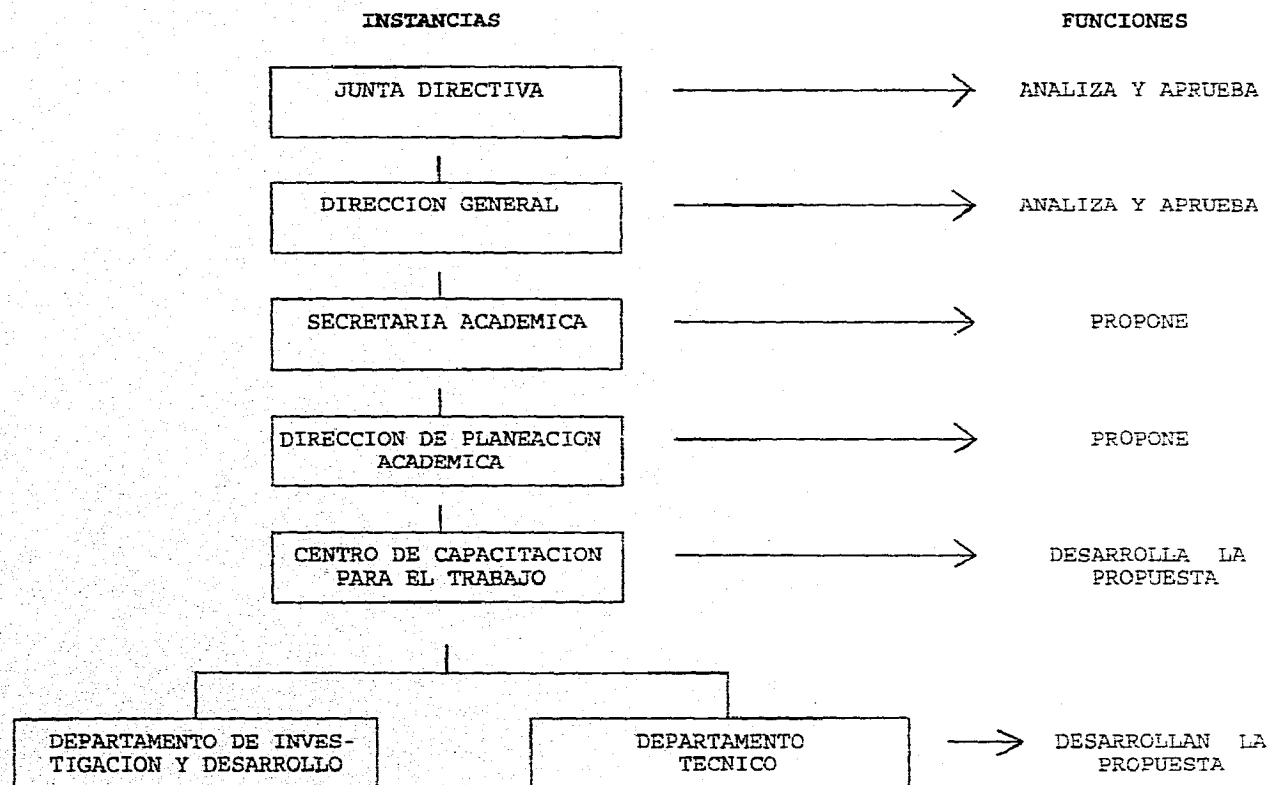 INSTANCIAS FUNCIONES
JUNTA DIRECTIVA ANALIZA Y APRUEBA
DIRECCION GENERAL ANALIZA Y APRUEBA
SECRETARIA ACADEMICA PROPONE
DIRECCION DE PLANEACION PROPONE
ACADEMICA
CENTRO DE CAPACITACION DESARROLLA LA
PARA EL TRABAJO PROPUESTA
DEPARTAMENTO DE INVES- DEPARTAMENTO DESARROLLAN LA
TIGACION Y DESARROLLO TECNICO PROPUESTA